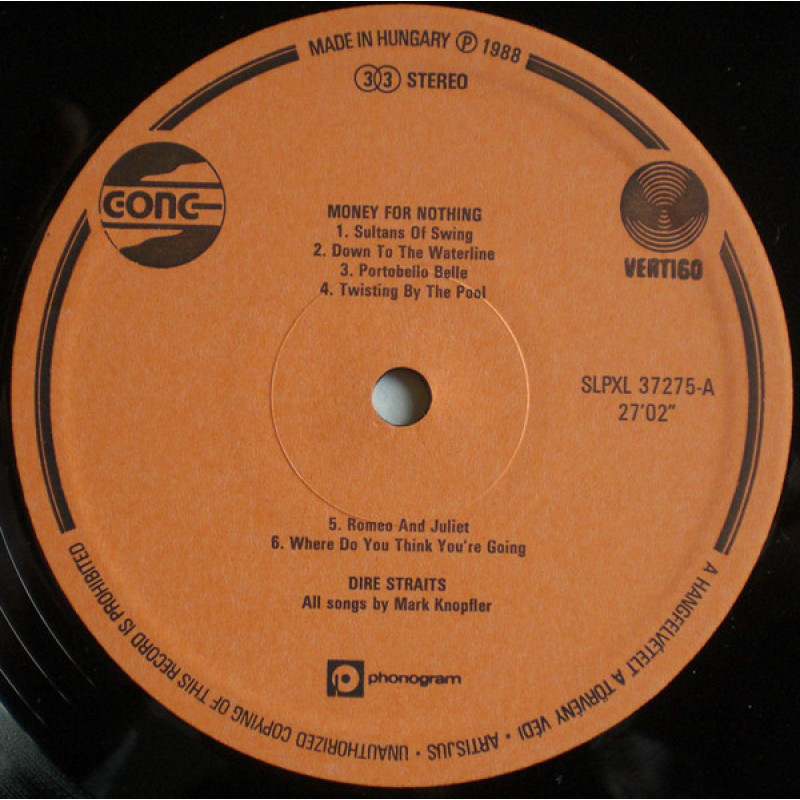 MADE IN HUNGARY Ⓟ 1988
33 STEREO
GONG
VERTIGO
MONEY FOR NOTHING
1. Sultans Of Swing
2. Down To The Waterline
3. Portobello Belle
4. Twisting By The Pool
SLPXL 37275-A
27'02"
5. Romeo And Juliet
6. Where Do You Think You're Going
DIRE STRAITS
All songs by Mark Knopfler
phonogram
A HANGFELVÉTELT A TÖRVÉNY VÉDI · ARTISJUS · UNAUTHORIZED COPYING OF THIS RECORD IS PROHIBITED